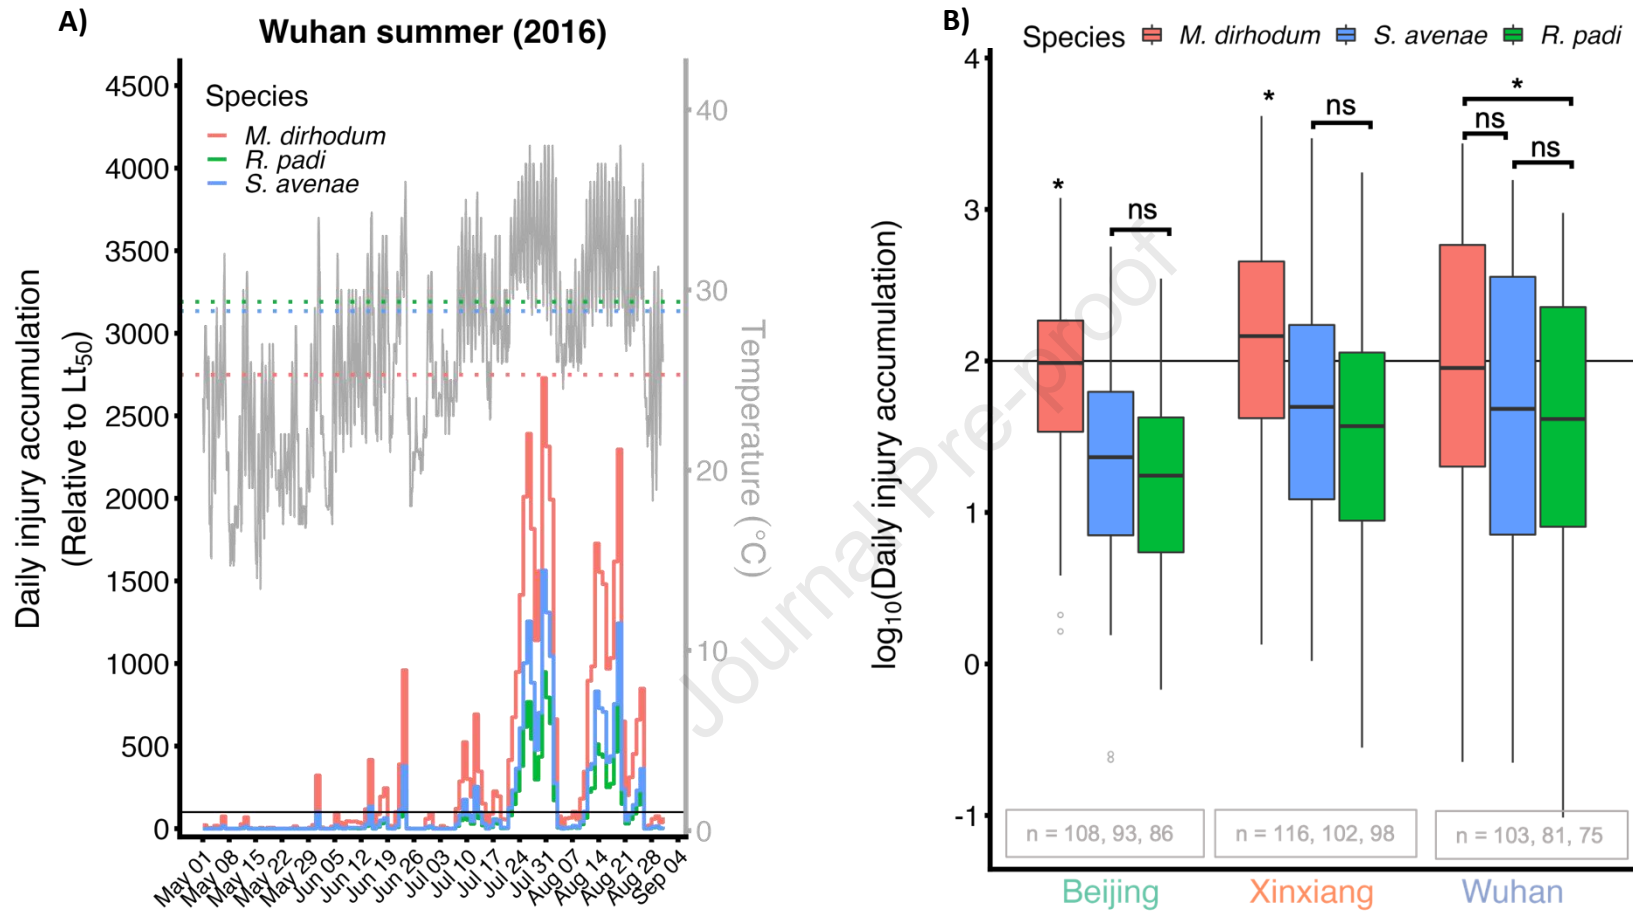 A)
Wuhan summer (2016)
Species
M. dirhodum
R. padi
S. avenae
Daily injury accumulation
(Relative to Lt50)
4500
4000
3500
3000
2500
2000
1500
1000
500
0
40
30
20
10
0
Temperature (°C)
May 01
May 08
May 15
May 22
May 29
Jun 05
Jun 12
Jun 19
Jun 26
Jul 03
Jul 10
Jul 17
Jul 24
Jul 31
Aug 07
Aug 14
Aug 21
Aug 28
Sep 04
Journal Pre-proof
B)
Species M. dirhodum S. avenae R. padi
log10(Daily injury accumulation)
4
3
2
1
0
-1
*
ns
*
ns
*
ns
ns
n = 108, 93, 86
n = 116, 102, 98
n = 103, 81, 75
Beijing
Xinxiang
Wuhan